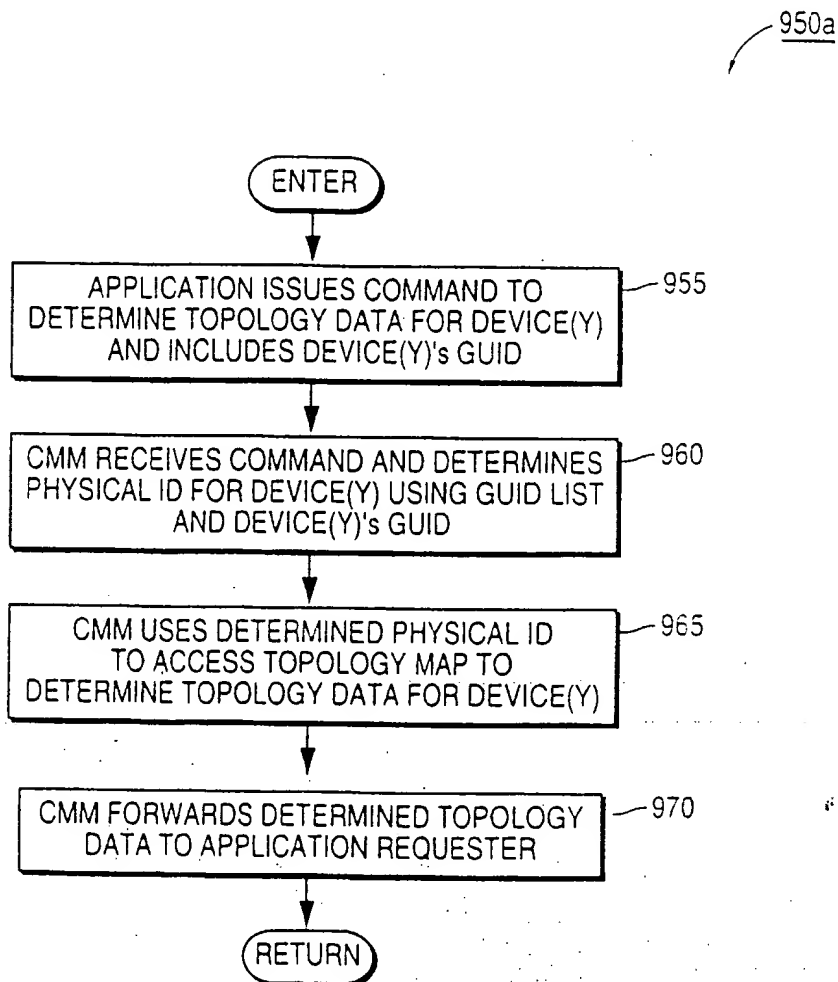 950a
ENTER
APPLICATION ISSUES COMMAND TO
DETERMINE TOPOLOGY DATA FOR DEVICE(Y)
AND INCLUDES DEVICE(Y)'s GUID
955
CMM RECEIVES COMMAND AND DETERMINES
PHYSICAL ID FOR DEVICE(Y) USING GUID LIST
AND DEVICE(Y)'s GUID
960
CMM USES DETERMINED PHYSICAL ID
TO ACCESS TOPOLOGY MAP TO
DETERMINE TOPOLOGY DATA FOR DEVICE(Y)
965
CMM FORWARDS DETERMINED TOPOLOGY
DATA TO APPLICATION REQUESTER
970
RETURN